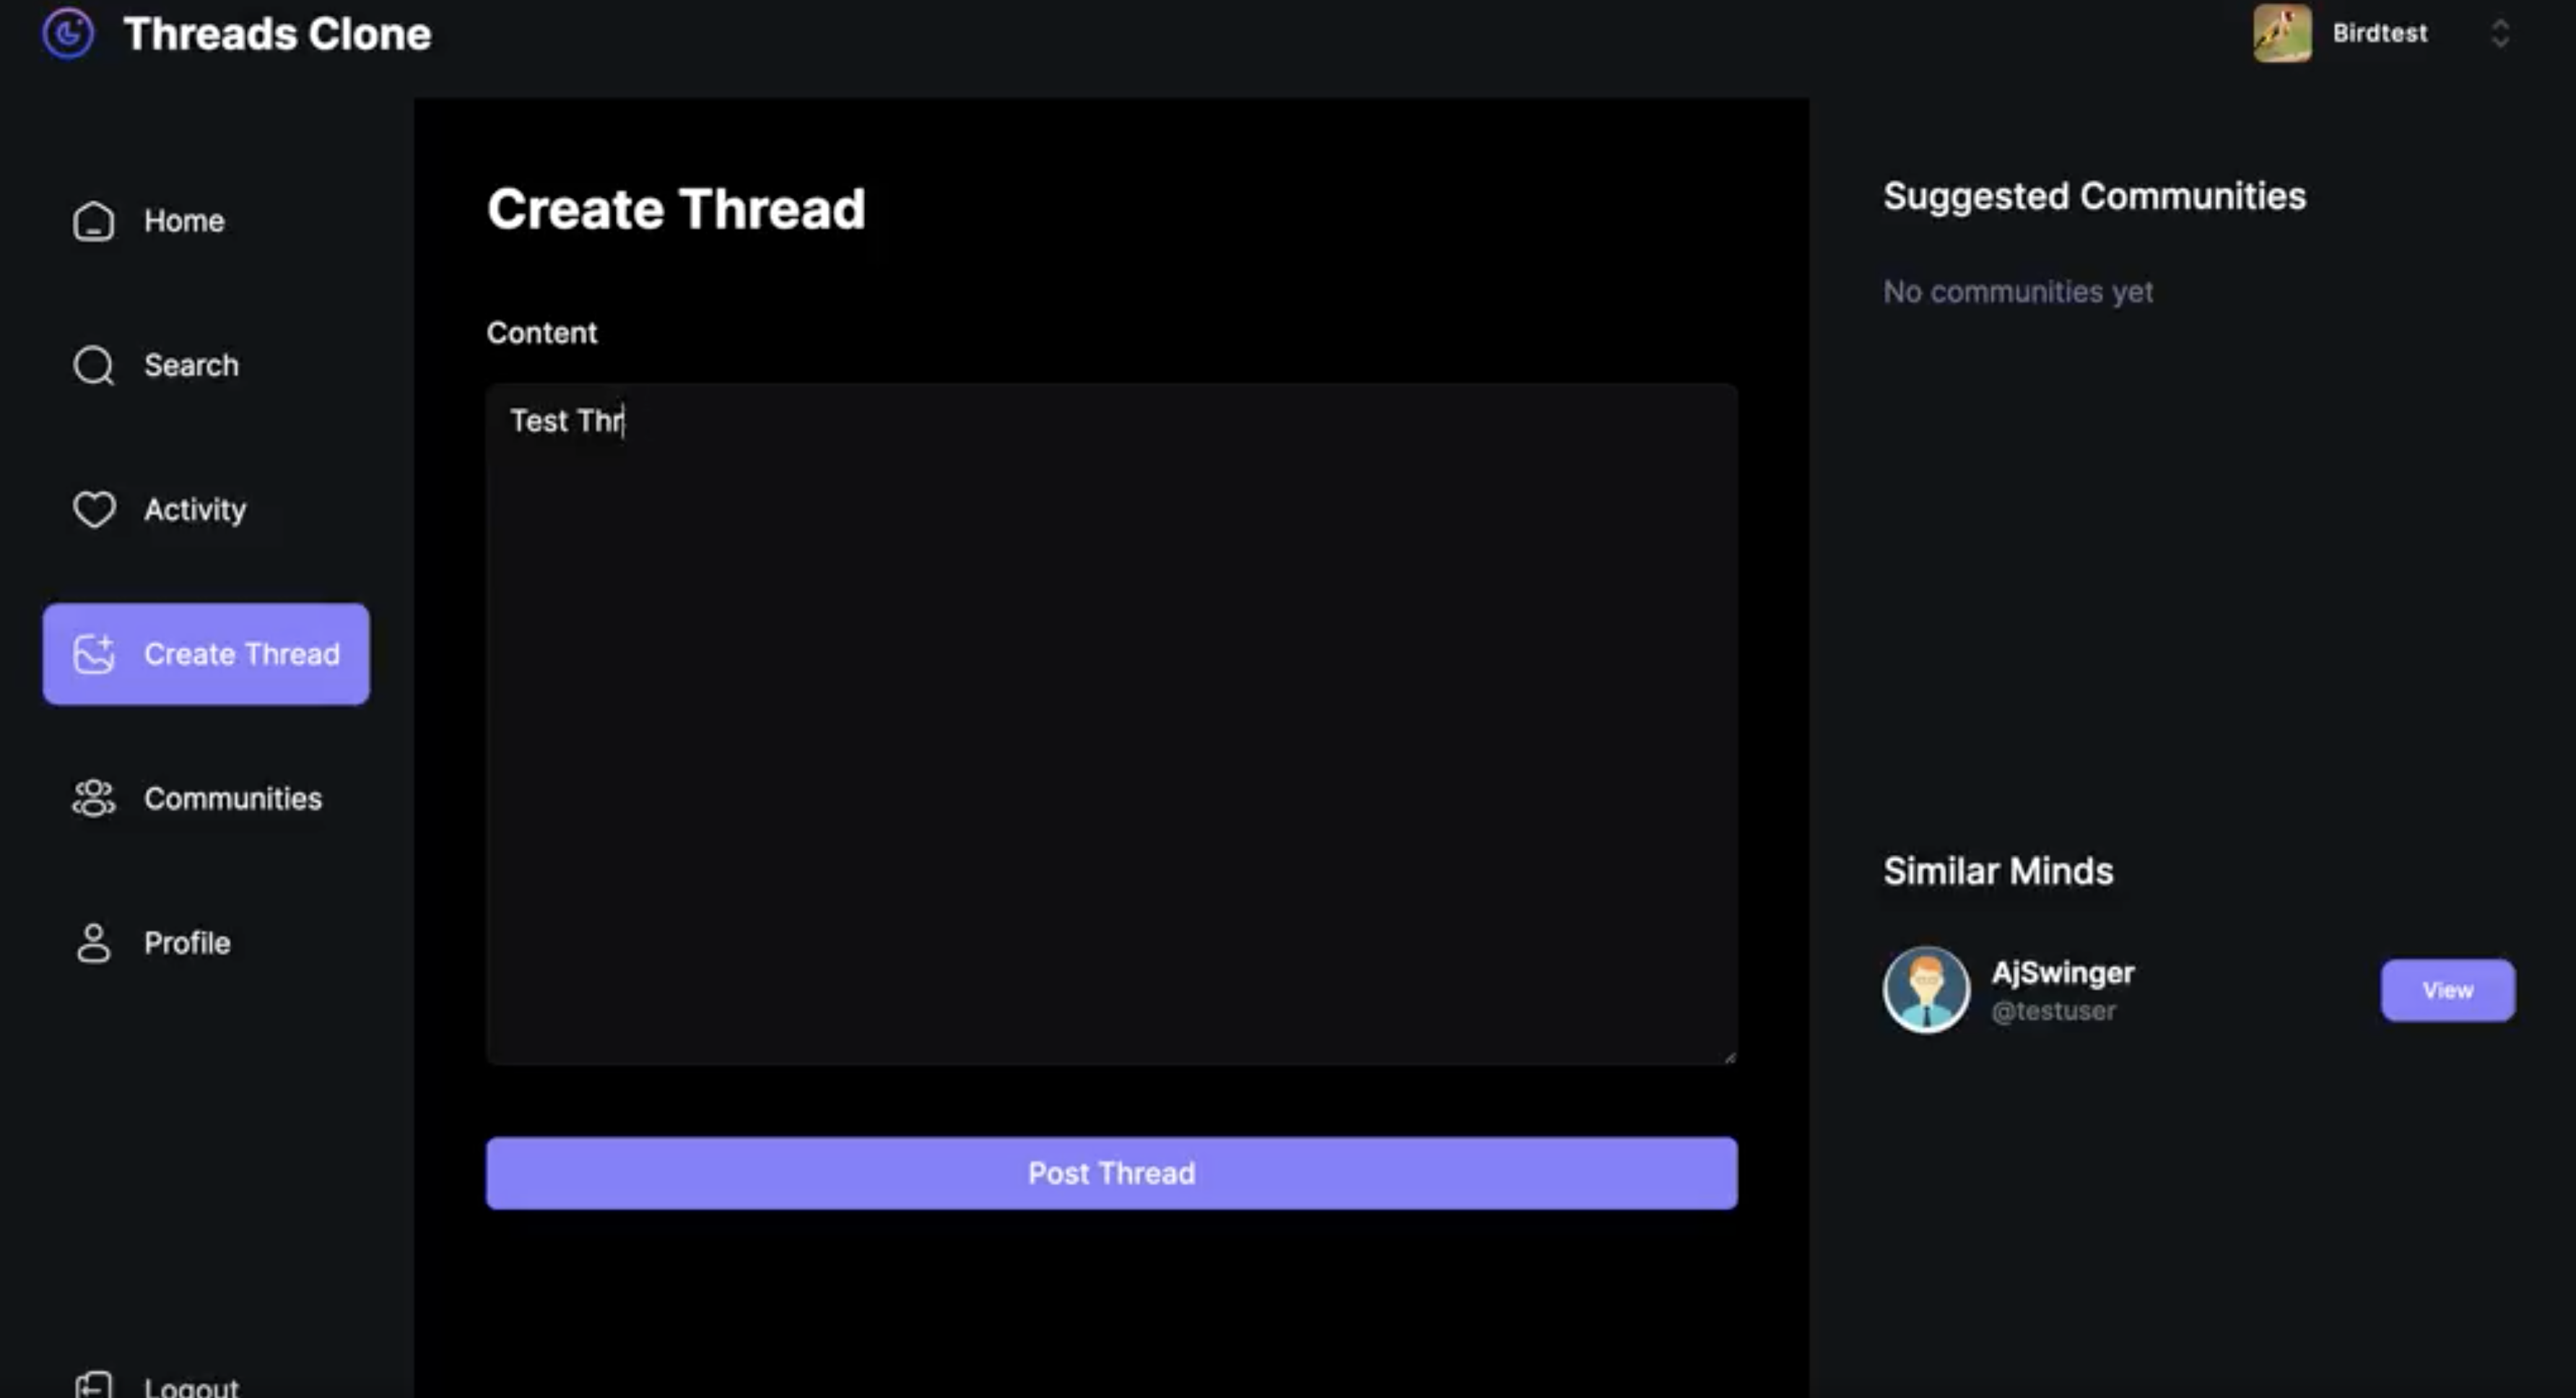 Threads Clone
Birdtest
Home
Search
Activity
Create Thread
Communities
Profile
Logout
Create Thread
Content
Test Thr
Post Thread
Suggested Communities
No communities yet
Similar Minds
AjSwinger
@testuser
View